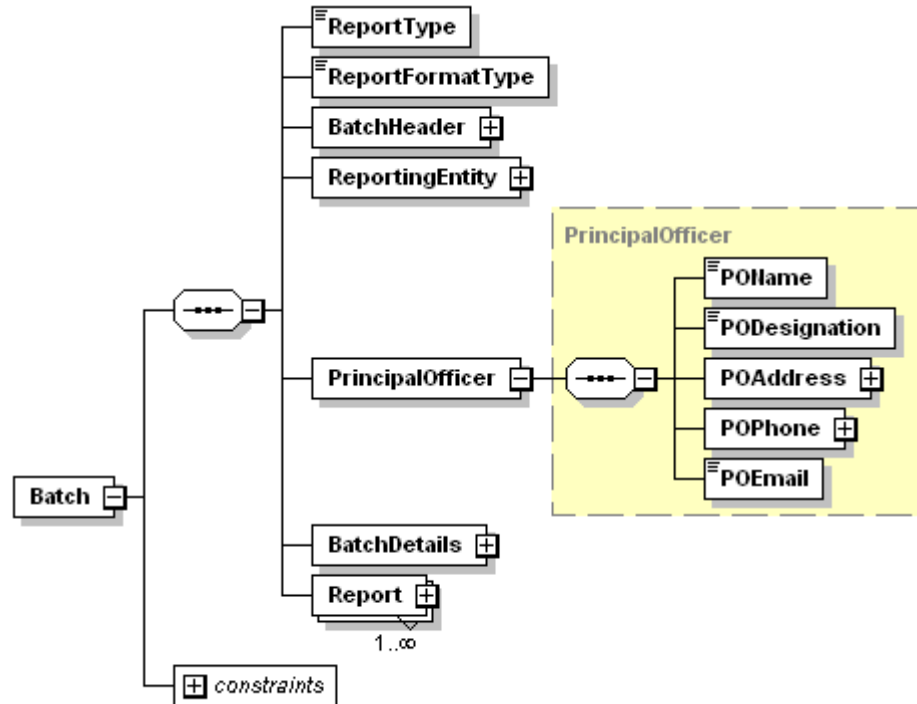 ReportType
ReportFormatType
BatchHeader
ReportingEntity
PrincipalOfficer
POName
PODesignation
PrincipalOfficer
POAddress
POPhone
POEmail
Batch
BatchDetails
Report
1..∞
constraints